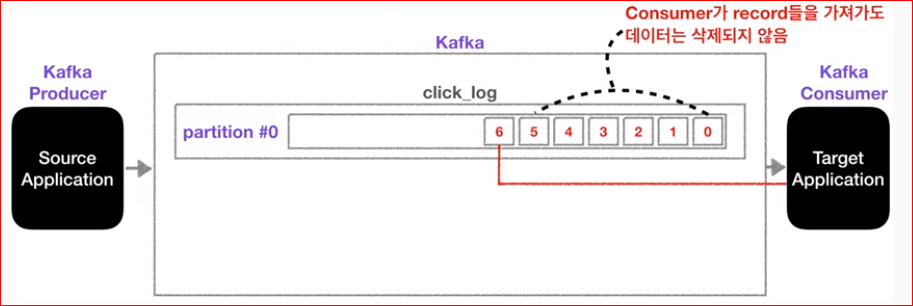 Consumer가 record들을 가져가도
데이터는 삭제되지 않음
Kafka
Kafka
Producer
Kafka
Consumer
click_log
partition #0
6 5 4 3 2 1 0
Source
Application
Target
Application